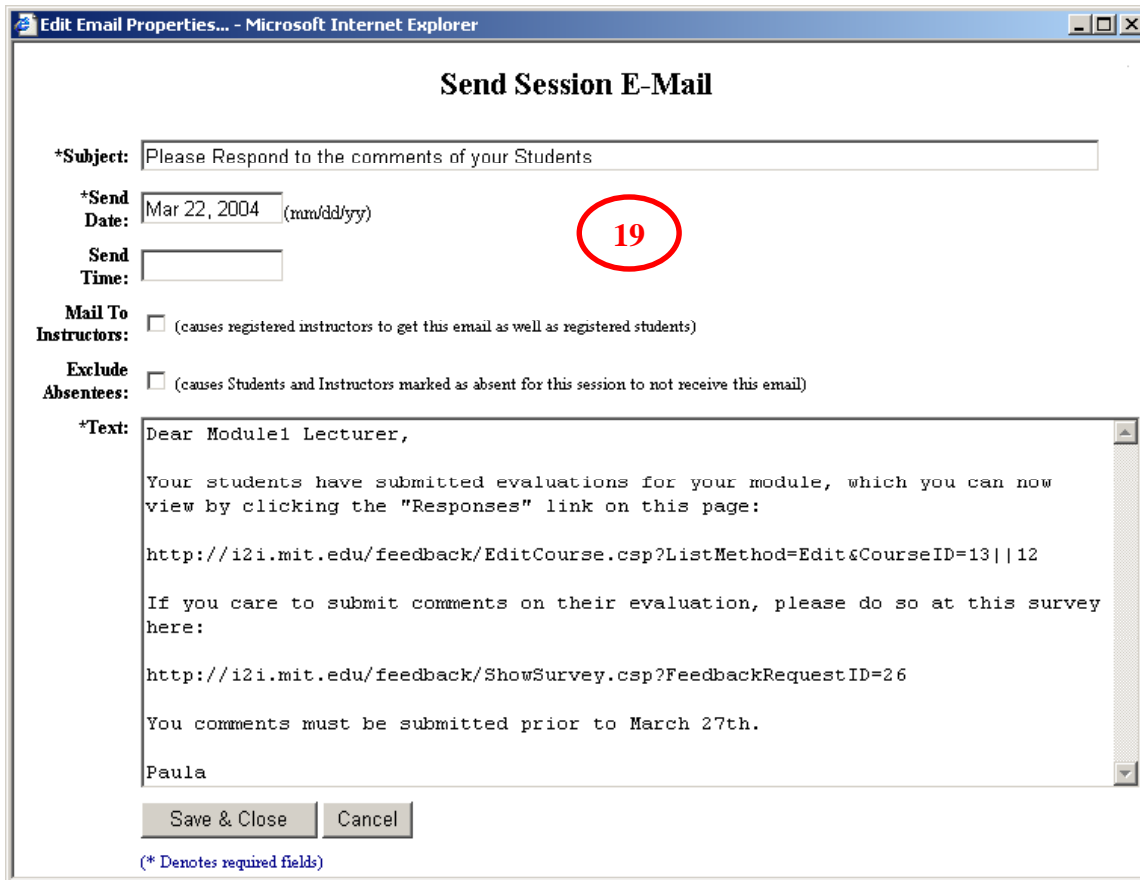 Edit Email Properties... - Microsoft Internet Explorer
Send Session E-Mail
*Subject: Please Respond to the comments of your Students
*Send
Date: Mar 22, 2004 (mm/dd/yy)
19
Send
Time:
Mail To
Instructors: (causes registered instructors to get this email as well as registered students)
Exclude
Absentees: (causes Students and Instructors marked as absent for this session to not receive this email)
*Text: Dear Module1 Lecturer,
Your students have submitted evaluations for your module, which you can now
view by clicking the "Responses" link on this page:
http://i2i.mit.edu/feedback/EditCourse.csp?ListMethod=Edit&CourseID=13||12
If you care to submit comments on their evaluation, please do so at this survey
here:
http://i2i.mit.edu/feedback/ShowSurvey.csp?FeedbackRequestID=26
You comments must be submitted prior to March 27th.
Paula
Save & Close Cancel
(* Denotes required fields)